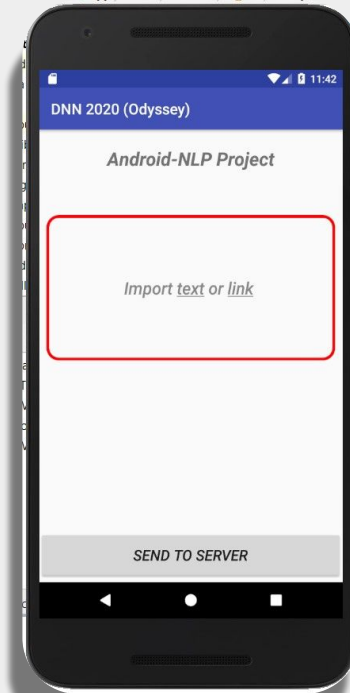 11:42
DNN 2020 (Odyssey)
Android-NLP Project
Import text or link
SEND TO SERVER